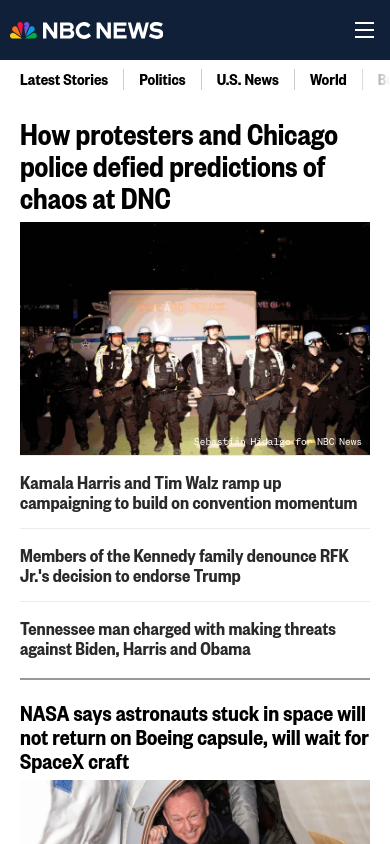 NBC NEWS
Latest Stories
Politics
U.S. News
World
How protesters and Chicago
police defied predictions of
chaos at DNC
Sebastian Hidalgo for NBC News
Kamala Harris and Tim Walz ramp up
campaigning to build on convention momentum
Members of the Kennedy family denounce RFK
Jr.'s decision to endorse Trump
Tennessee man charged with making threats
against Biden, Harris and Obama
NASA says astronauts stuck in space will
not return on Boeing capsule, will wait for
SpaceX craft